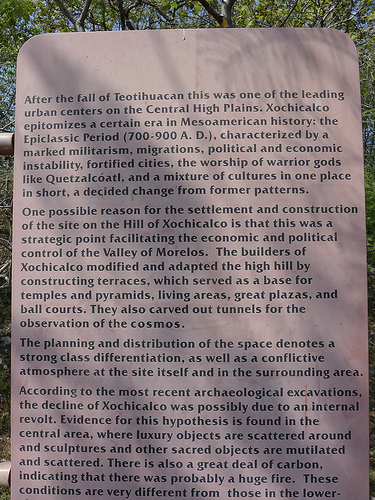 After the fall of Teotihuacan this was one of the leading
urban centers on the Central High Plains. Xochicalco
epitomizes a certain era in Mesoamerican history: the
Epiclassic Period (700-900 A. D.), characterized by a
marked militarism, migrations, political and economic
instability, fortified cities, the worship of warrior gods
like Quetzalcóatl, and a mixture of cultures in one place
in short, a decided change from former patterns.
One possible reason for the settlement and construction
of the site on the Hill of Xochicalco is that this was a
strategic point facilitating the economic and political
control of the Valley of Morelos. The builders of
Xochicalco modified and adapted the high hill by
constructing terraces, which served as a base for
temples and pyramids, living areas, great plazas, and
ball courts. They also carved out tunnels for the
observation of the cosmos.
The planning and distribution of the space denotes a
strong class differentiation, as well as a conflictive
atmosphere at the site itself and in the surrounding area.
According to the most recent archaeological excavations,
the decline of Xochicalco was possibly due to an internal
revolt. Evidence for this hypothesis is found in the
central area, where luxury objects are scattered around
and sculptures and other sacred objects are mutilated
and scattered. There is also a great deal of carbon,
indicating that there was probably a huge fire. These
conditions are very different from those in the lower-